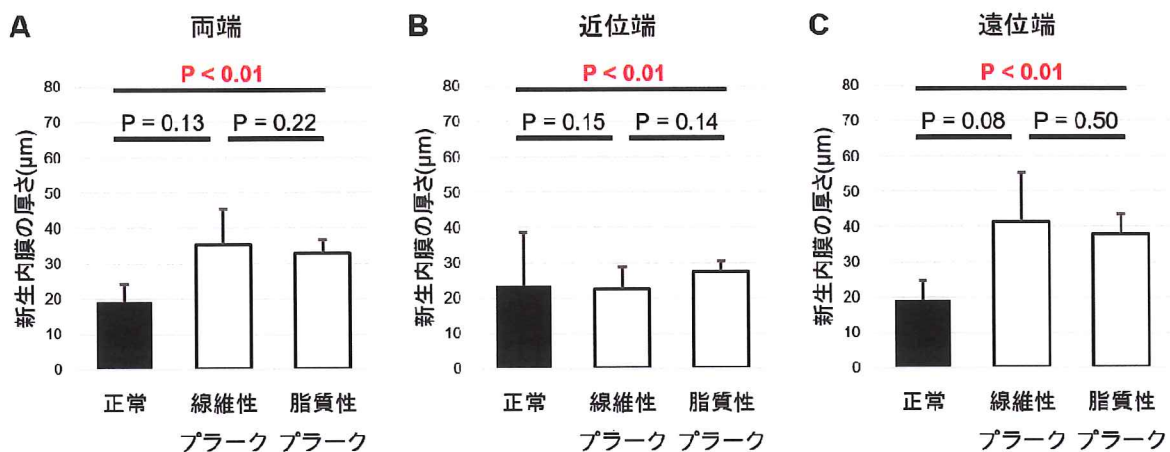 A 両端
P < 0.01
P = 0.13 P = 0.22
新生内膜の厚さ(μm)
80
70
60
50
40
30
20
10
0
正常 線維性プラーク 脂質性プラーク
B 近位端
P < 0.01
P = 0.15 P = 0.14
新生内膜の厚さ(μm)
80
70
60
50
40
30
20
10
0
正常 線維性プラーク 脂質性プラーク
C 遠位端
P < 0.01
P = 0.08 P = 0.50
新生内膜の厚さ(μm)
80
70
60
50
40
30
20
10
0
正常 線維性プラーク 脂質性プラーク